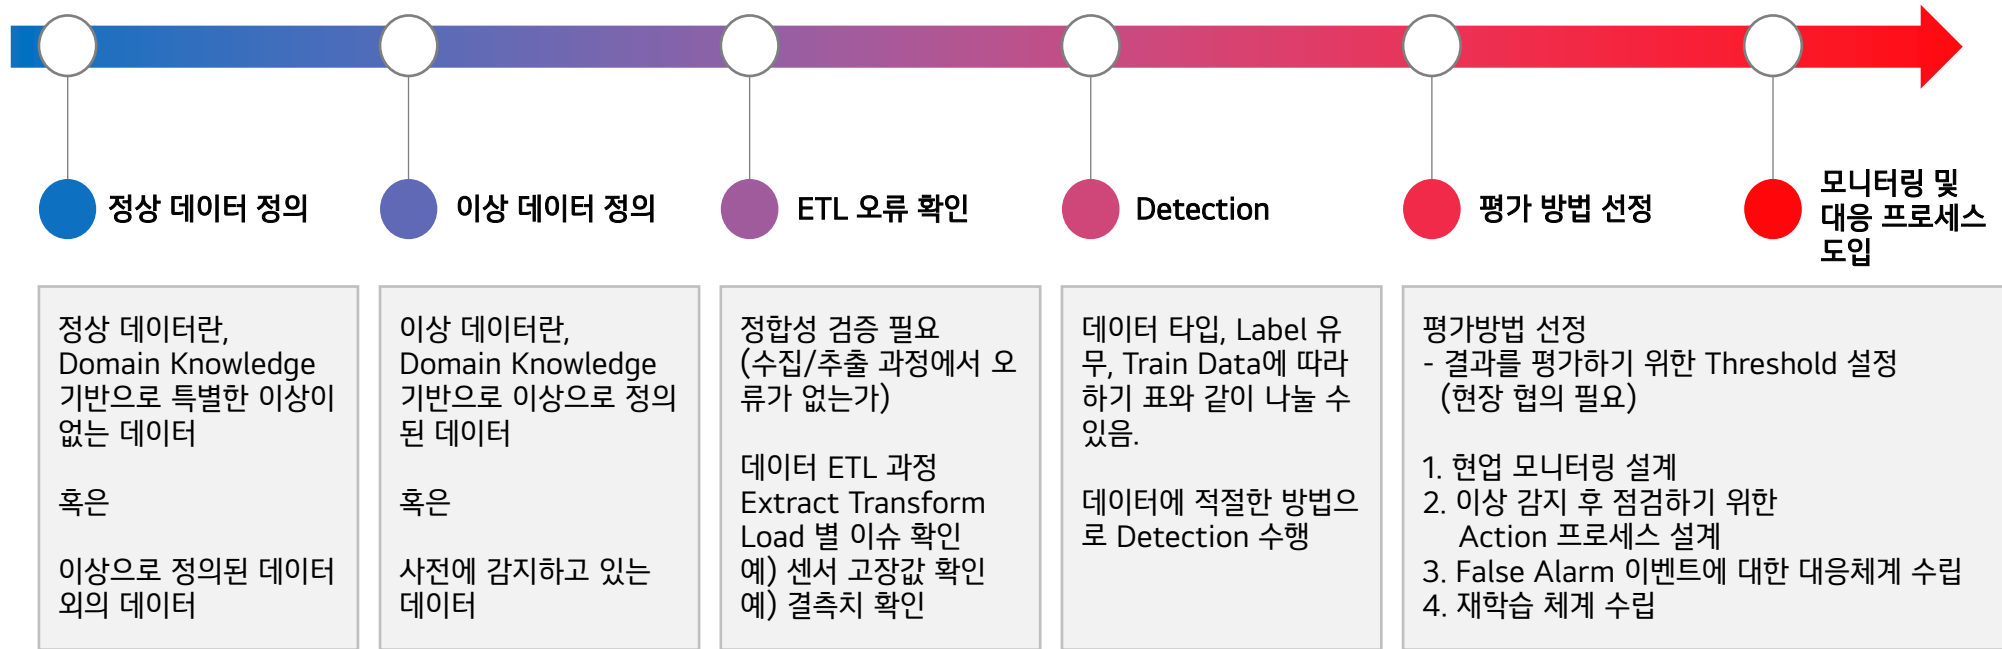 정상 데이터 정의
이상 데이터 정의
ETL 오류 확인
Detection
평가 방법 선정
모니터링 및
대응 프로세스
도입
정상 데이터란,
Domain Knowledge
기반으로 특별한 이상이
없는 데이터
혹은
이상으로 정의된 데이터
외의 데이터
이상 데이터란,
Domain Knowledge
기반으로 이상으로 정의
된 데이터
혹은
사전에 감지하고 있는
데이터
정합성 검증 필요
(수집/추출 과정에서 오
류가 없는가)
데이터 ETL 과정
Extract Transform
Load 별 이슈 확인
예) 센서 고장값 확인
예) 결측치 확인
데이터 타입, Label 유
무, Train Data에 따라
하기 표와 같이 나눌 수
있음.
데이터에 적절한 방법으
로 Detection 수행
평가방법 선정
- 결과를 평가하기 위한 Threshold 설정
(현장 협의 필요)
1. 현업 모니터링 설계
2. 이상 감지 후 점검하기 위한
Action 프로세스 설계
3. False Alarm 이벤트에 대한 대응체계 수립
4. 재학습 체계 수립